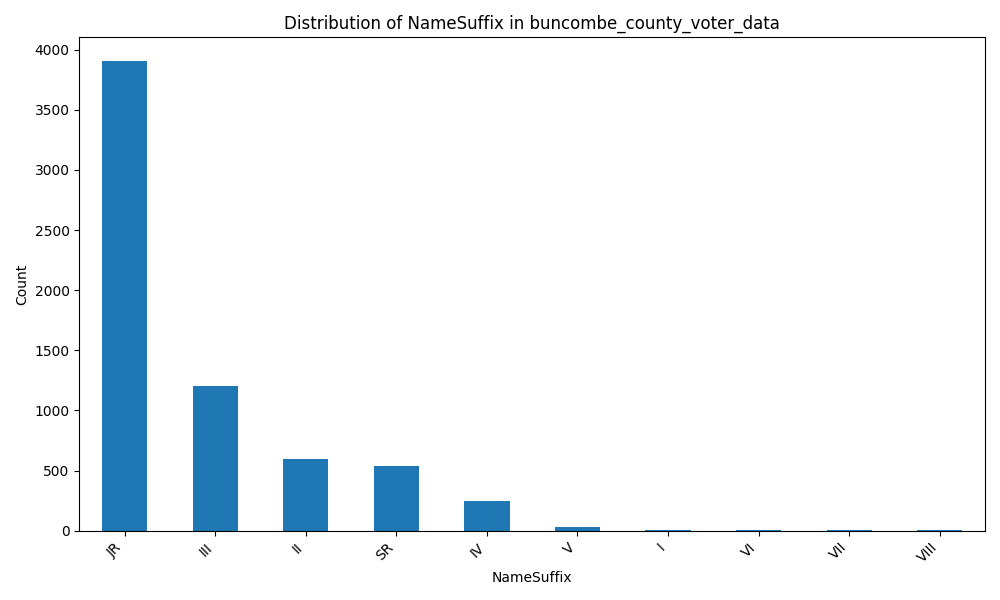 Distribution of NameSuffix in buncombe_county_voter_data
4000
3500
3000
2500
2000
1500
1000
500
0
Count
JR
III
II
SR
IV
V
I
VI
VII
VIII
NameSuffix